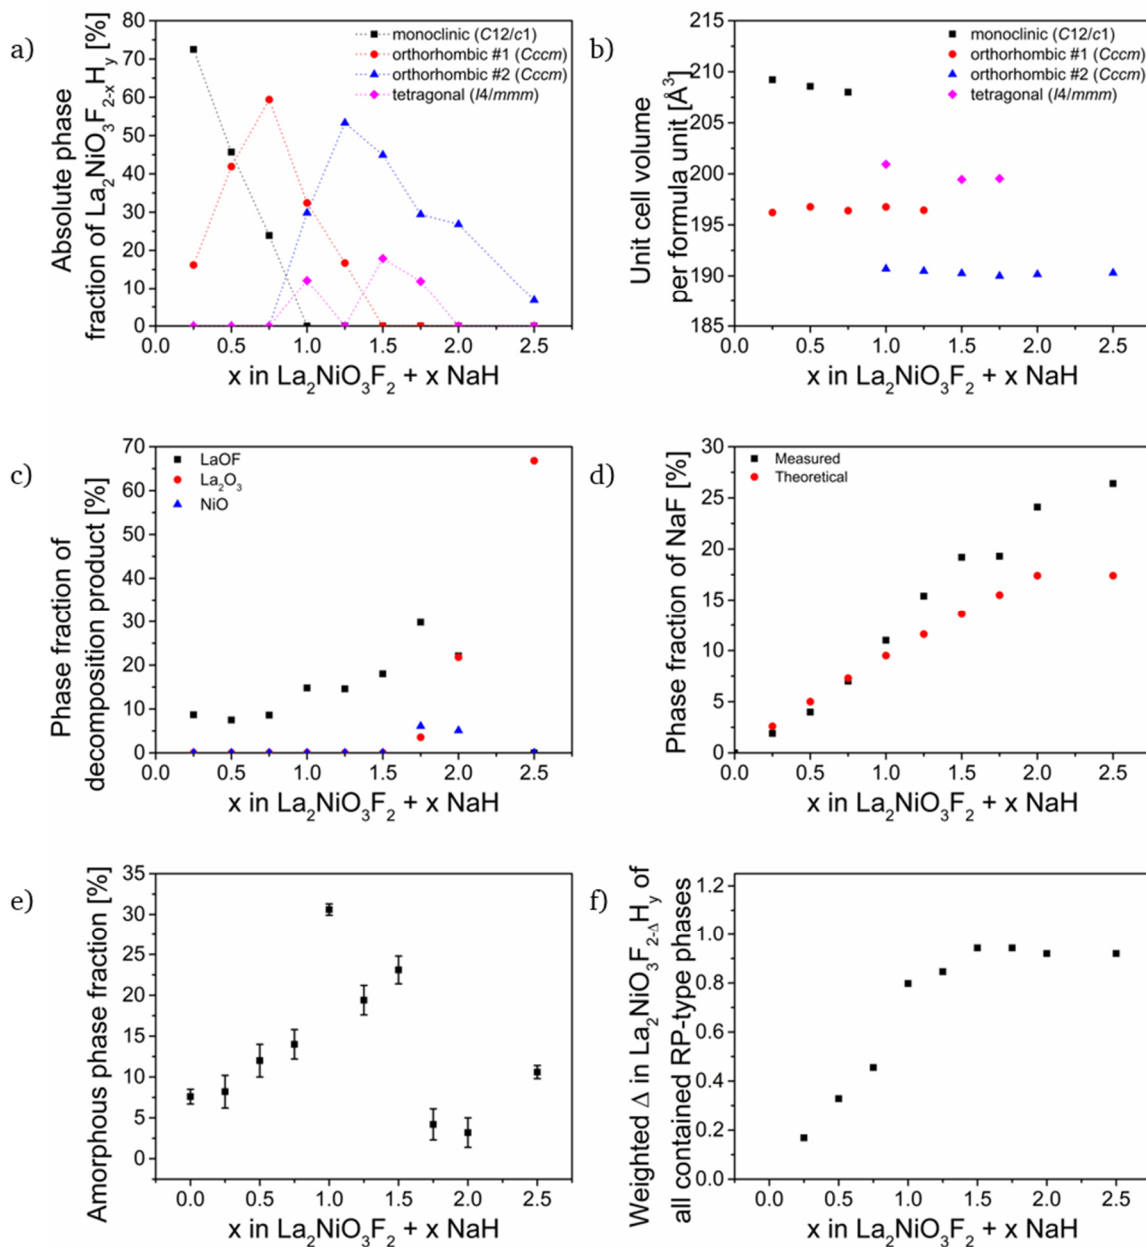 a)
Absolute phase
fraction of La₂NiO₃F₂₋ₓHᵧ [%]
80
70
60
50
40
30
20
10
0
monoclinic (C12/c1)
orthorhombic #1 (Cccm)
orthorhombic #2 (Cccm)
tetragonal (I4/mmm)
0.0 0.5 1.0 1.5 2.0 2.5
x in La₂NiO₃F₂ + x NaH
b)
Unit cell volume
per formula unit [Å³]
215
210
205
200
195
190
185
monoclinic (C12/c1)
orthorhombic #1 (Cccm)
orthorhombic #2 (Cccm)
tetragonal (I4/mmm)
0.0 0.5 1.0 1.5 2.0 2.5
x in La₂NiO₃F₂ + x NaH
c)
Phase fraction of
decomposition product [%]
70
60
50
40
30
20
10
0
LaOF
La₂O₃
NiO
0.0 0.5 1.0 1.5 2.0 2.5
x in La₂NiO₃F₂ + x NaH
d)
Phase fraction of NaF [%]
30
25
20
15
10
5
0
Measured
Theoretical
0.0 0.5 1.0 1.5 2.0 2.5
x in La₂NiO₃F₂ + x NaH
e)
Amorphous phase fraction [%]
35
30
25
20
15
10
5
0
0.0 0.5 1.0 1.5 2.0 2.5
x in La₂NiO₃F₂ + x NaH
f)
Weighted Δ in La₂NiO₃F₂₋ΔHᵧ of
all contained RP-type phases
1.2
1.0
0.8
0.6
0.4
0.2
0.0
0.0 0.5 1.0 1.5 2.0 2.5
x in La₂NiO₃F₂ + x NaH